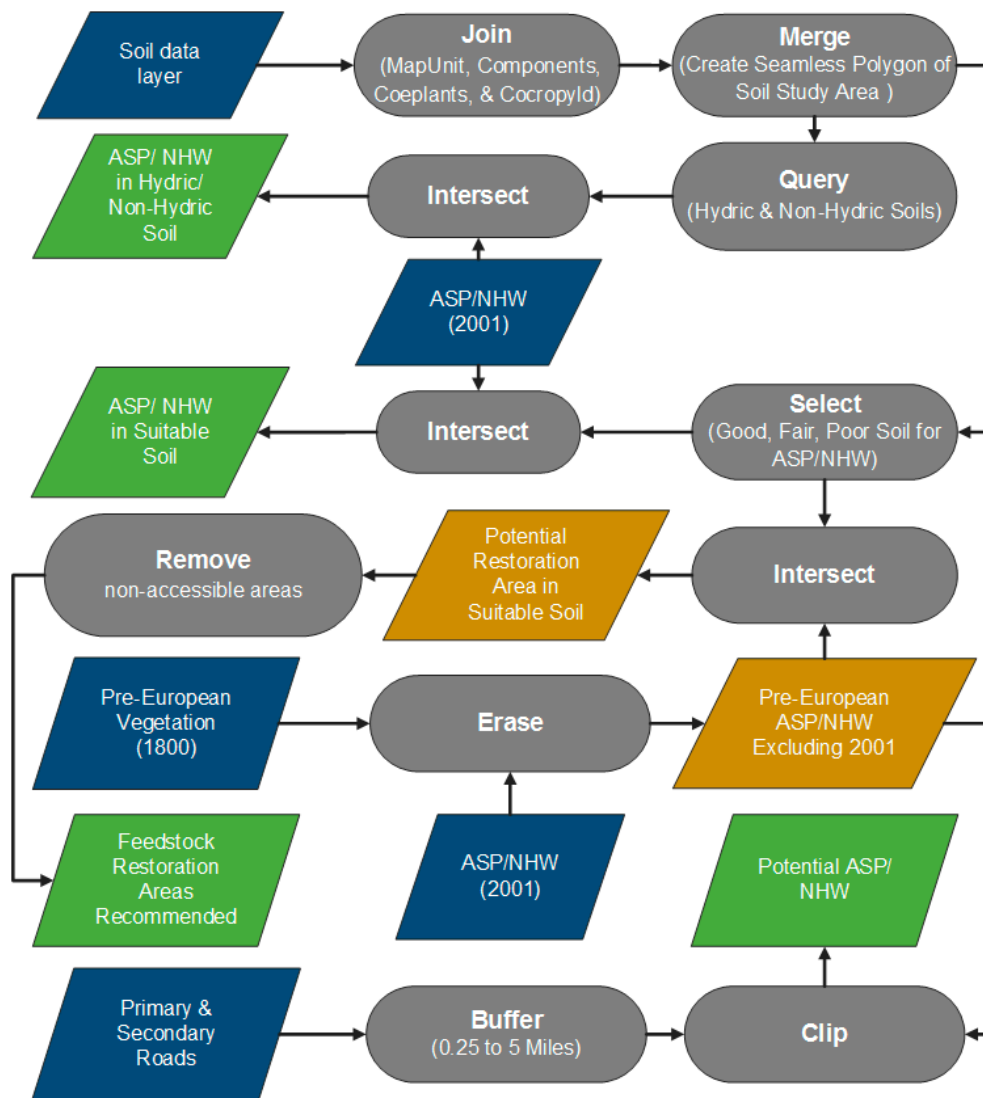 Soil data
layer
Join
(MapUnit, Components,
Coeplants, & Cocropyld)
Merge
(Create Seamless Polygon of
Soil Study Area )
ASP/ NHW
in Hydric/
Non-Hydric
Soil
Intersect
Query
(Hydric & Non-Hydric Soils)
ASP/NHW
(2001)
ASP/ NHW
in Suitable
Soil
Intersect
Select
(Good, Fair, Poor Soil for
ASP/NHW)
Remove
non-accessible areas
Potential
Restoration
Area in
Suitable Soil
Intersect
Pre-European
Vegetation
(1800)
Erase
Pre-European
ASP/NHW
Excluding 2001
Feedstock
Restoration
Areas
Recommended
ASP/NHW
(2001)
Potential ASP/
NHW
Primary &
Secondary
Roads
Buffer
(0.25 to 5 Miles)
Clip